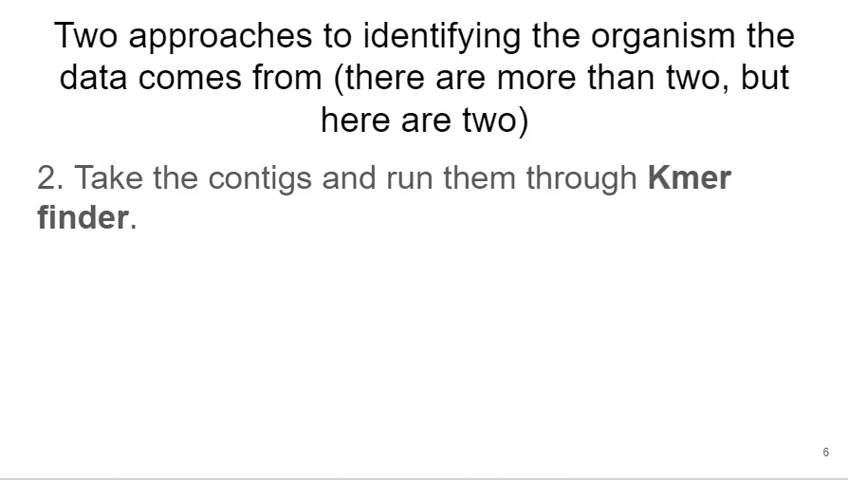 Two approaches to identifying the organism the
data comes from (there are more than two, but
here are two)
2. Take the contigs and run them through Kmer
finder.
6